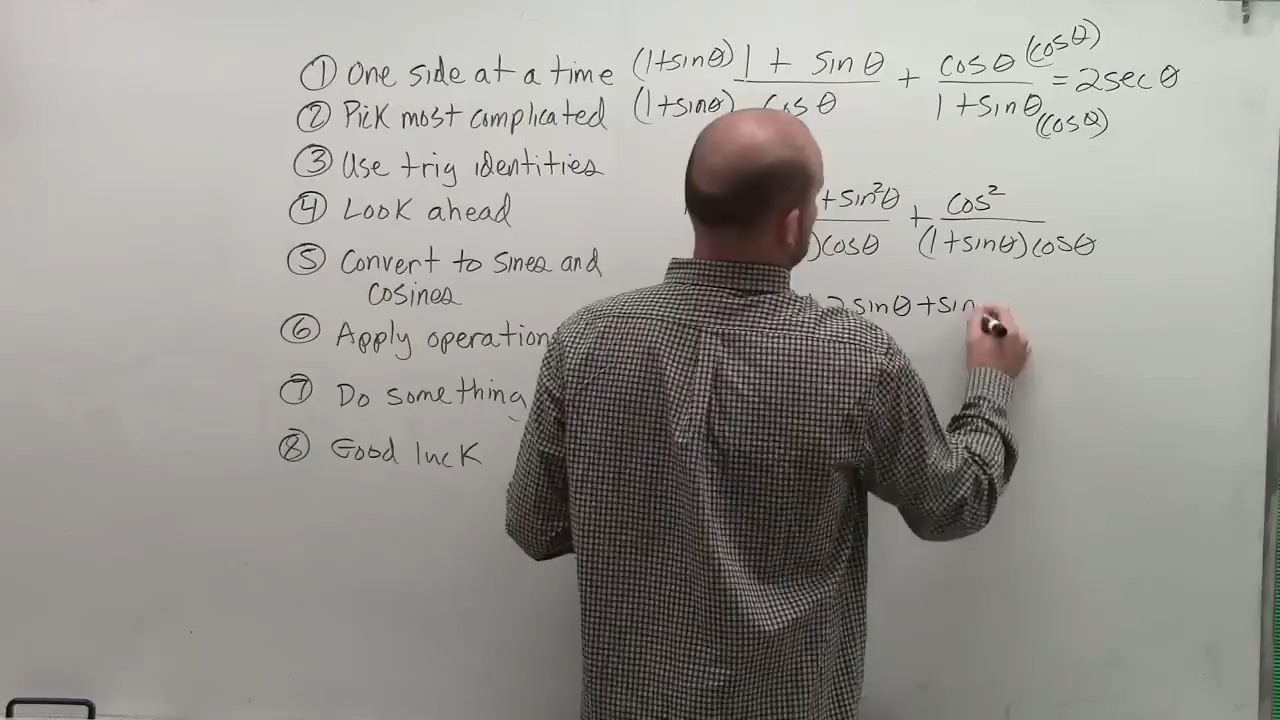 ① One side at a time
② Pick most complicated
③ Use trig identities
④ Look ahead
⑤ Convert to sines and
cosines
⑥ Apply operation
⑦ Do something
⑧ Good luck
(1+sinθ) 1 + sinθ + cosθ (cosθ)
(1+sinθ) cosθ 1+sinθ (cosθ) = 2secθ
+ sin²θ + cos²
)cosθ (1+sinθ)cosθ
2sinθ+sin